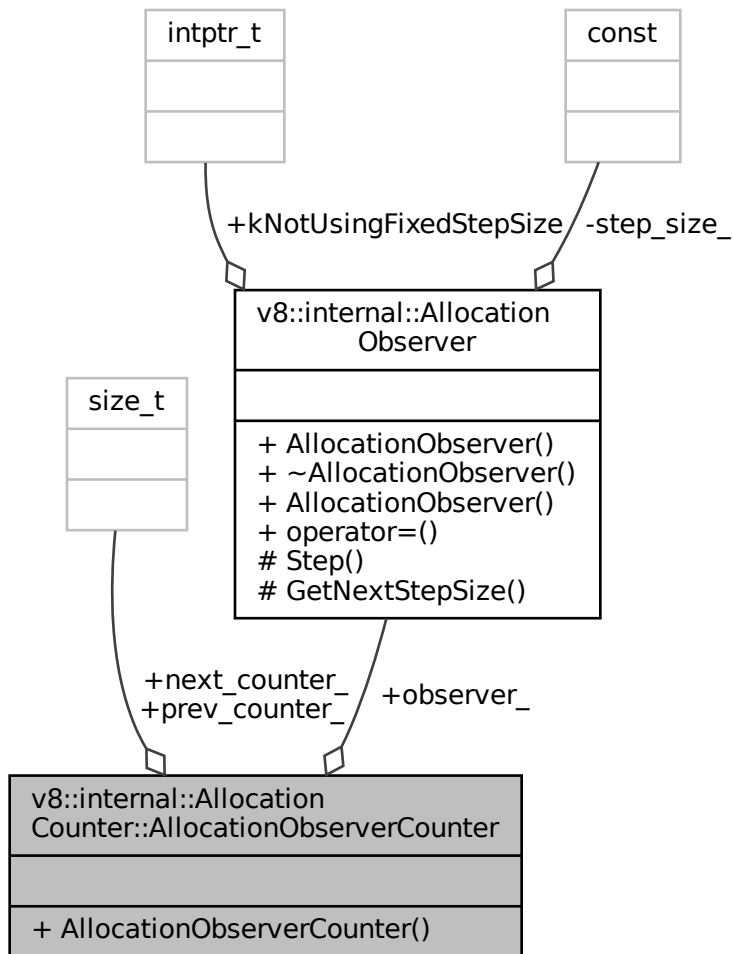 intptr_t
const
+kNotUsingFixedStepSize
-step_size_
v8::internal::Allocation
Observer
size_t
+ AllocationObserver()
+ ~AllocationObserver()
+ AllocationObserver()
+ operator=()
# Step()
# GetNextStepSize()
+next_counter_
+prev_counter_
+observer_
v8::internal::Allocation
Counter::AllocationObserverCounter
+ AllocationObserverCounter()